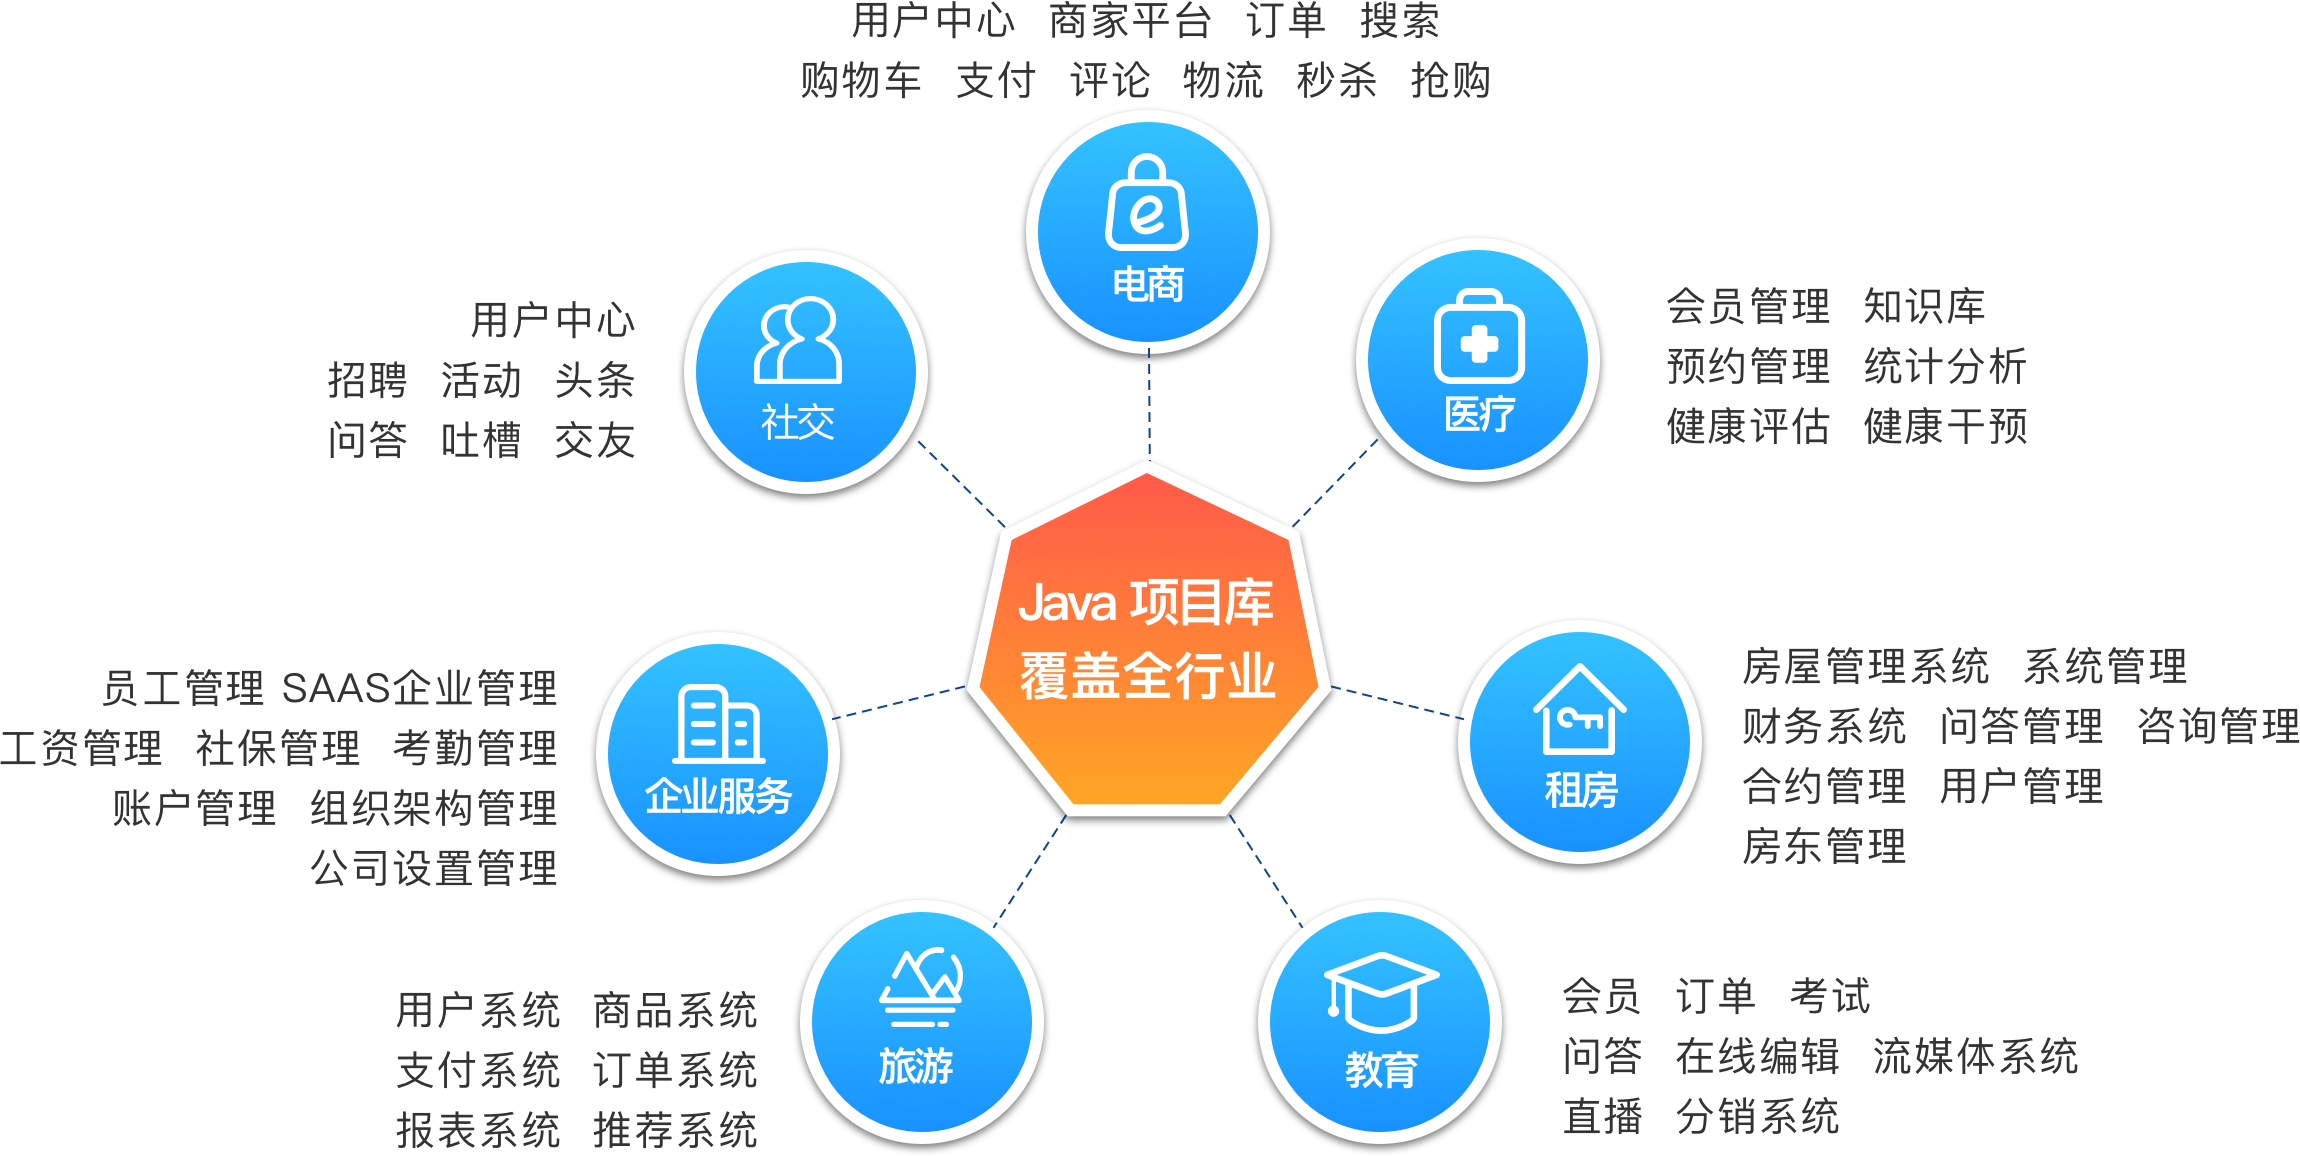 用户中心 商家平台 订单 搜索
购物车 支付 评论 物流 秒杀 抢购
电商
医疗
会员管理 知识库
预约管理 统计分析
健康评估 健康干预
社交
用户中心
招聘 活动 头条
问答 吐槽 交友
Java 项目库
覆盖全行业
企业服务
员工管理 SAAS企业管理
工资管理 社保管理 考勤管理
账户管理 组织架构管理
公司设置管理
租房
房屋管理系统 系统管理
财务系统 问答管理 咨询管理
合约管理 用户管理
房东管理
旅游
用户系统 商品系统
支付系统 订单系统
报表系统 推荐系统
教育
会员 订单 考试
问答 在线编辑 流媒体系统
直播 分销系统